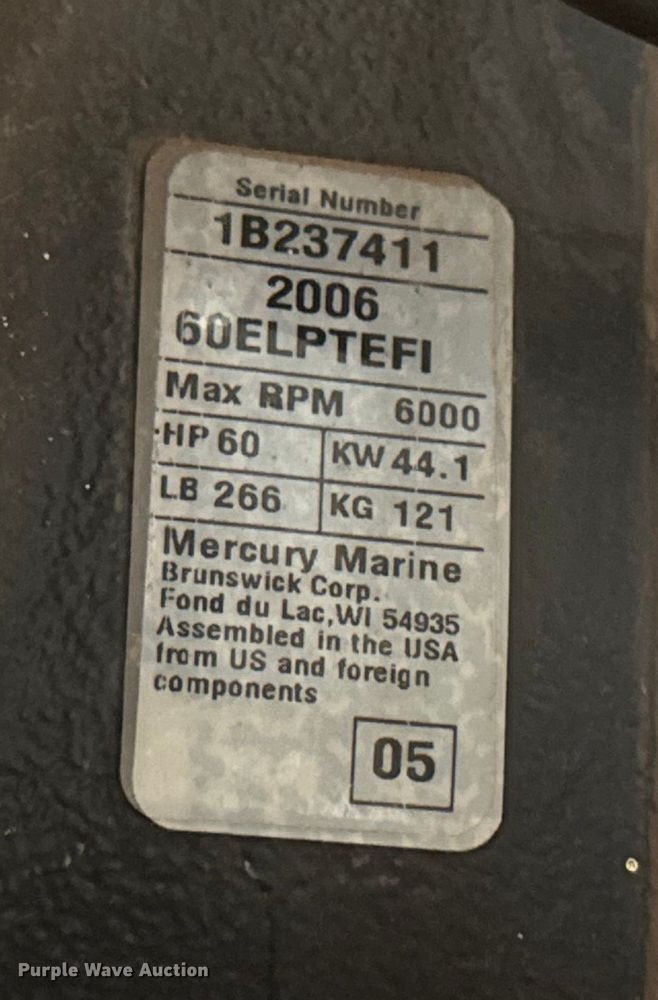 Serial Number
1B237411
2006
60ELPTEFI
Max RPM 6000
HP 60 KW 44.1
LB 266 KG 121
Mercury Marine
Brunswick Corp.
Fond du Lac, WI 54935
Assembled in the USA
from US and foreign
components
05
Purple Wave Auction